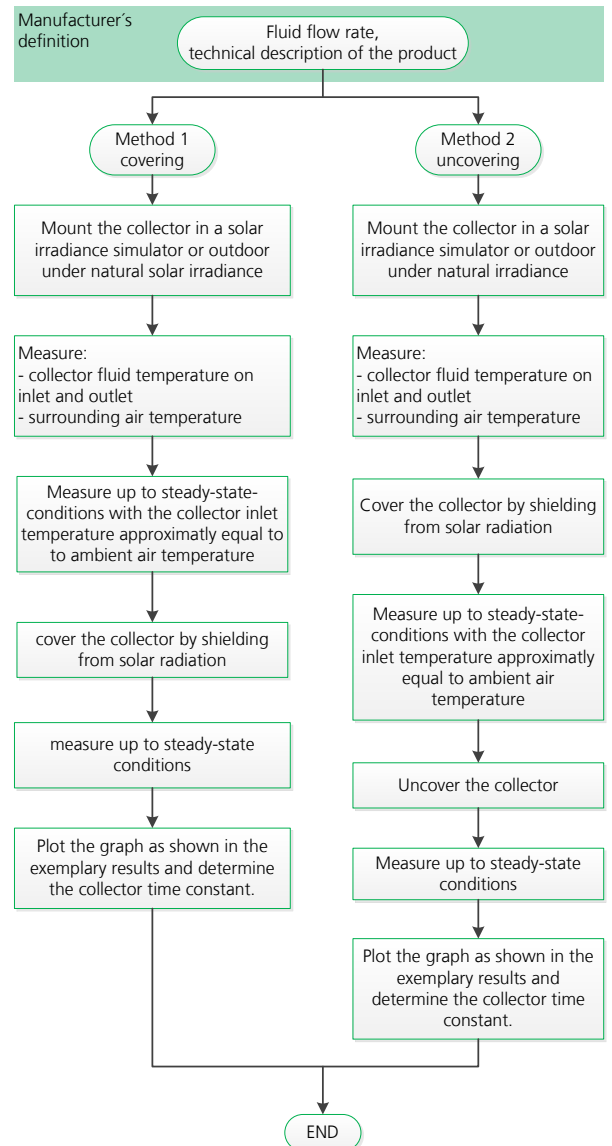 Manufacturer´s
definition
Fluid flow rate,
technical description of the product
Method 1
covering
Mount the collector in a solar
irradiance simulator or outdoor
under natural solar irradiance
Measure:
- collector fluid temperature on
inlet and outlet
- surrounding air temperature
Measure up to steady-state-
conditions with the collector inlet
temperature approximatly equal to
to ambient air temperature
cover the collector by shielding
from solar radiation
measure up to steady-state
conditions
Plot the graph as shown in the
exemplary results and determine
the collector time constant.
Method 2
uncovering
Mount the collector in a solar
irradiance simulator or outdoor
under natural irradiance
Measure:
- collector fluid temperature on
inlet and outlet
- surrounding air temperature
Cover the collector by shielding
from solar radiation
Measure up to steady-state-
conditions with the collector
inlet temperature approximatly
equal to ambient air
temperature
Uncover the collector
Measure up to steady-state
conditions
Plot the graph as shown in the
exemplary results and
determine the collector time
constant.
END